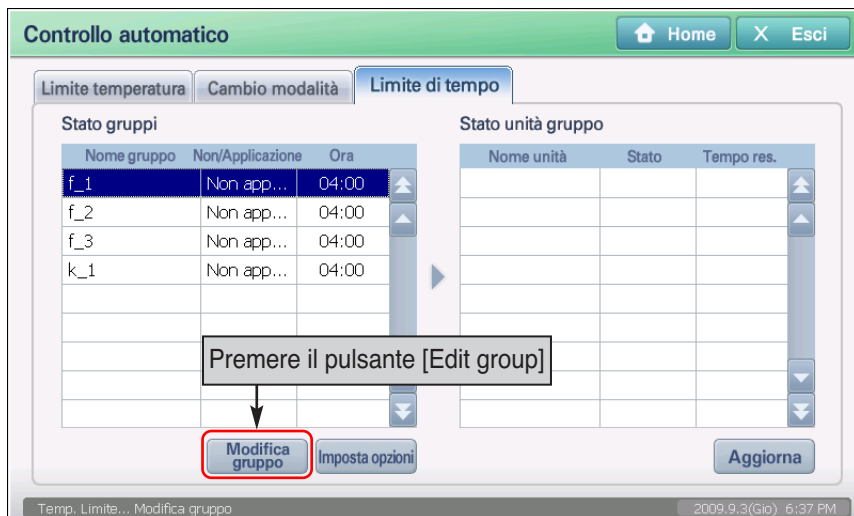 Controllo automatico
Home
X Esci
Limite temperatura
Cambio modalità
Limite di tempo
Stato gruppi
Nome gruppo Non/Applicazione Ora
f_1 Non app... 04:00
f_2 Non app... 04:00
f_3 Non app... 04:00
k_1 Non app... 04:00
Stato unità gruppo
Nome unità Stato Tempo res.
Premere il pulsante [Edit group]
Modifica
gruppo
Imposta opzioni
Aggiorna
Temp. Limite... Modifica gruppo
2009.9.3(Gio) 6:37 PM